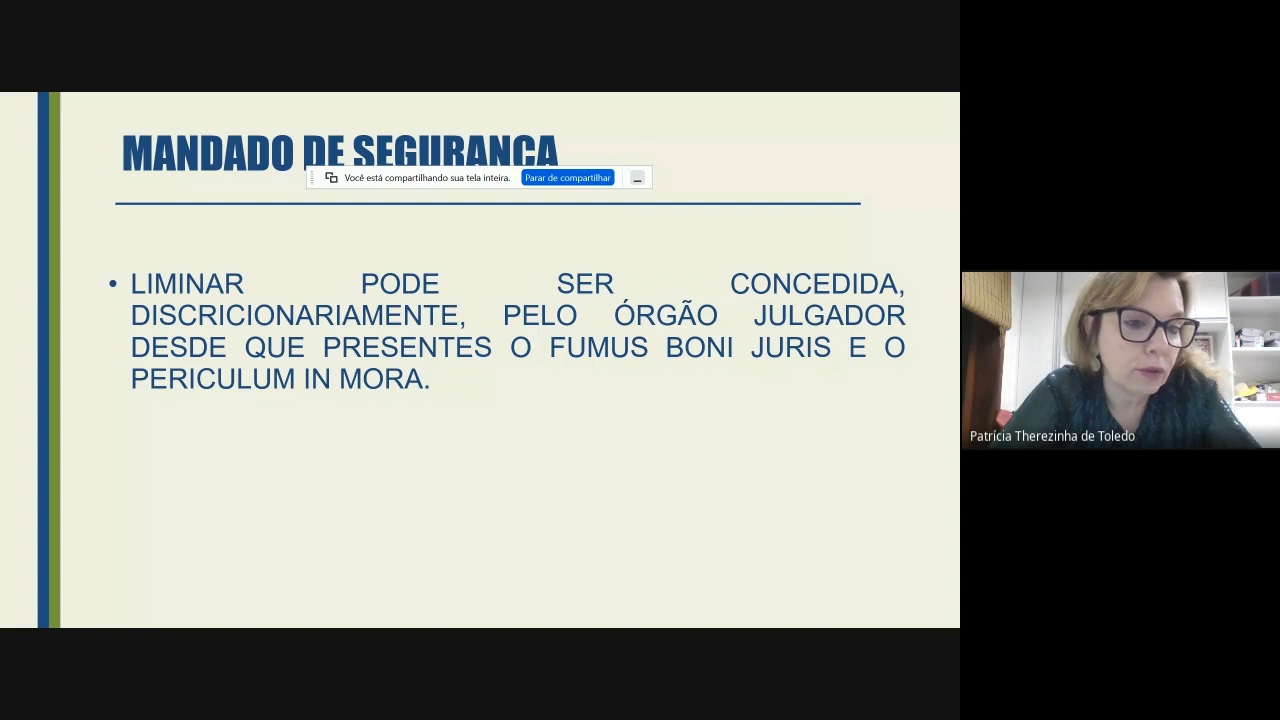 MANDADO DE SEGURANÇA
Você está compartilhando sua tela inteira. Parar de compartilhar
• LIMINAR PODE SER CONCEDIDA,
DISCRICIONARIAMENTE, PELO ÓRGÃO JULGADOR
DESDE QUE PRESENTES O FUMUS BONI JURIS E O
PERICULUM IN MORA.
Patrícia Therezinha de Toledo